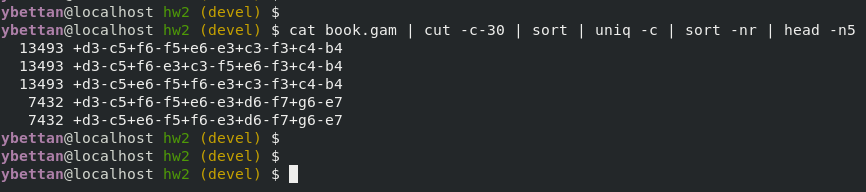 ybettan@localhost hw2 (devel) $
ybettan@localhost hw2 (devel) $ cat book.gam | cut -c-30 | sort | uniq -c | sort -nr | head -n5
13493 +d3-c5+f6-f5+e6-e3+c3-f3+c4-b4
13493 +d3-c5+f6-e3+c3-f5+e6-f3+c4-b4
13493 +d3-c5+e6-f5+f6-e3+c3-f3+c4-b4
7432 +d3-c5+f6-f5+e6-e3+d6-f7+g6-e7
7432 +d3-c5+e6-f5+f6-e3+d6-f7+g6-e7
ybettan@localhost hw2 (devel) $
ybettan@localhost hw2 (devel) $
ybettan@localhost hw2 (devel) $